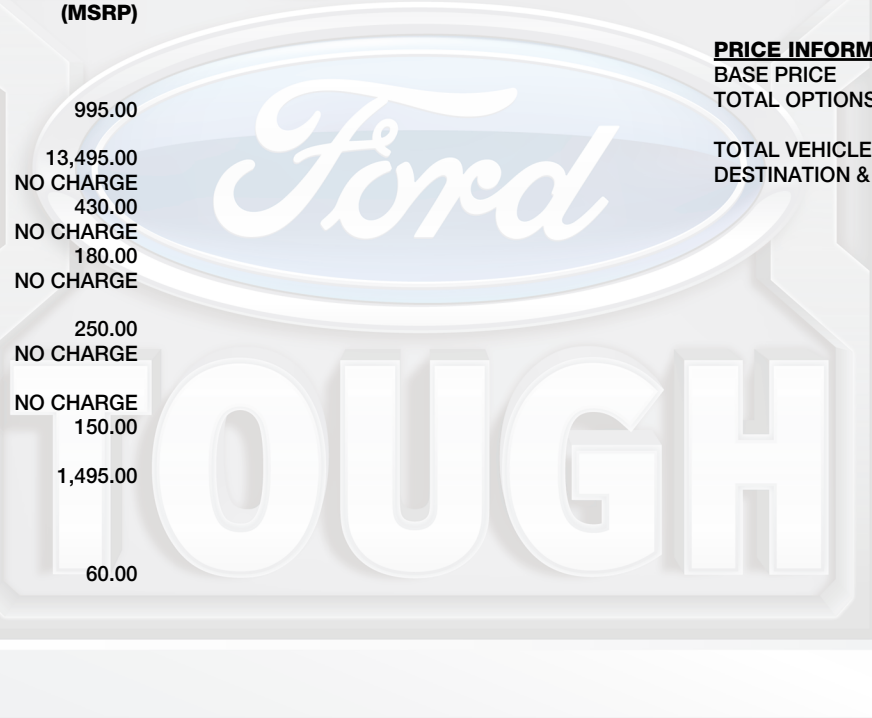 (MSRP)
995.00
13,495.00
NO CHARGE
430.00
NO CHARGE
180.00
NO CHARGE
250.00
NO CHARGE
NO CHARGE
150.00
1,495.00
60.00
PRICE INFORM
BASE PRICE
TOTAL OPTIONS
TOTAL VEHICLE
DESTINATION &
Ford
TOUGH